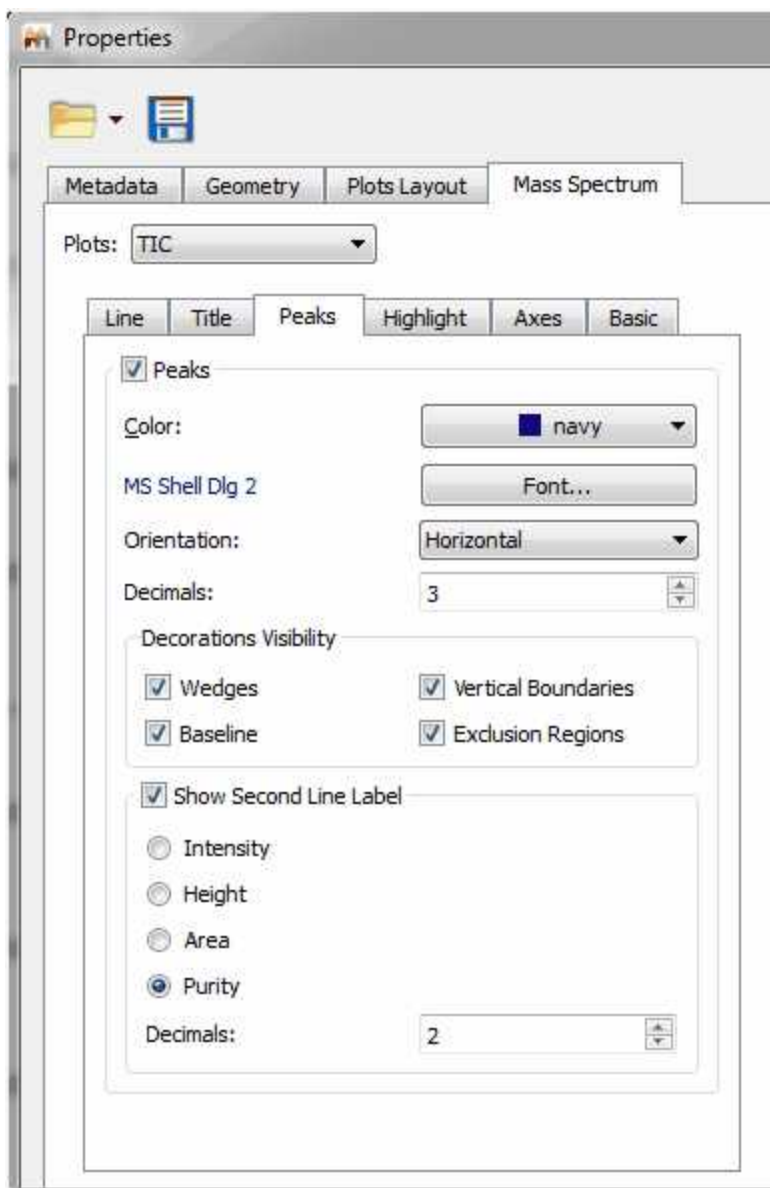 Properties
Metadata Geometry Plots Layout Mass Spectrum
Plots: TIC
Line Title Peaks Highlight Axes Basic
Peaks
Color: navy
MS Shell Dlg 2 Font...
Orientation: Horizontal
Decimals: 3
Decorations Visibility
Wedges Vertical Boundaries
Baseline Exclusion Regions
Show Second Line Label
Intensity
Height
Area
Purity
Decimals: 2